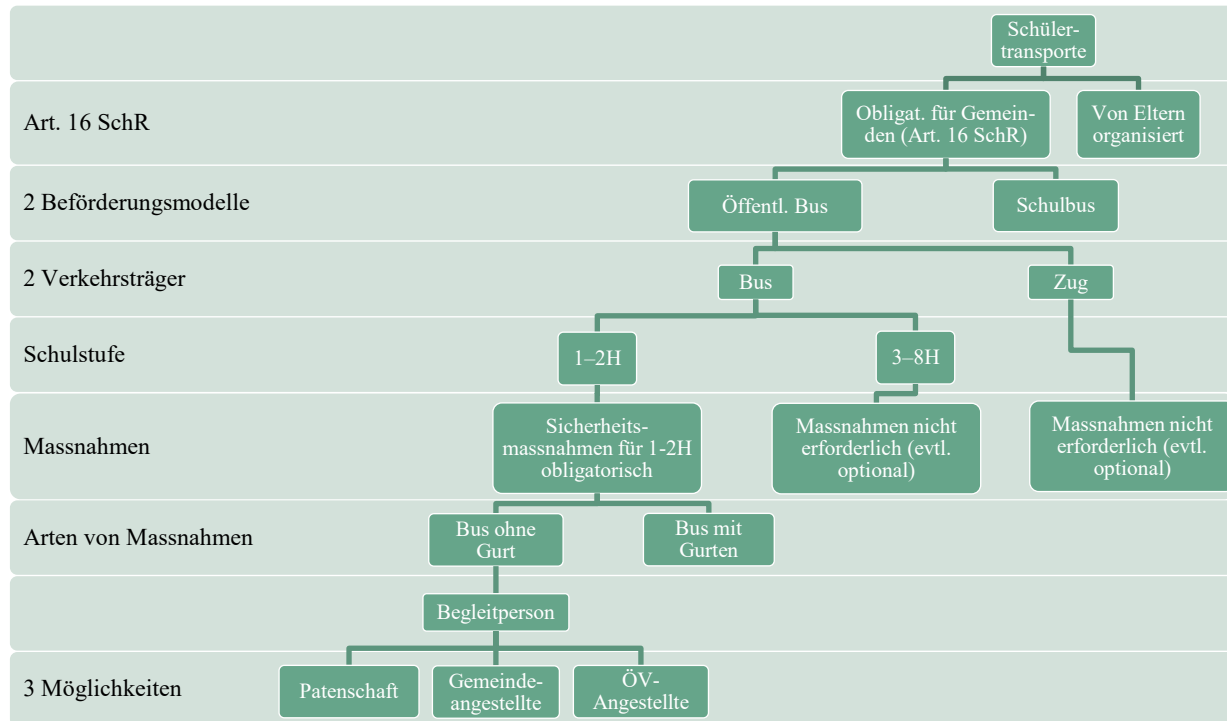 Schüler-
transporte
Art. 16 SchR
Obligat. für Gemein-
den (Art. 16 SchR)
Von Eltern
organisiert
2 Beförderungsmodelle
Öffentl. Bus
Schulbus
2 Verkehrsträger
Bus
Zug
Schulstufe
1–2H
3–8H
Massnahmen
Sicherheits-
massnahmen für 1-2H
obligatorisch
Massnahmen nicht
erforderlich (evtl.
optional)
Massnahmen nicht
erforderlich (evtl.
optional)
Arten von Massnahmen
Bus ohne
Gurt
Bus mit
Gurten
Begleitperson
3 Möglichkeiten
Patenschaft
Gemeinde-
angestellte
ÖV-
Angestellte